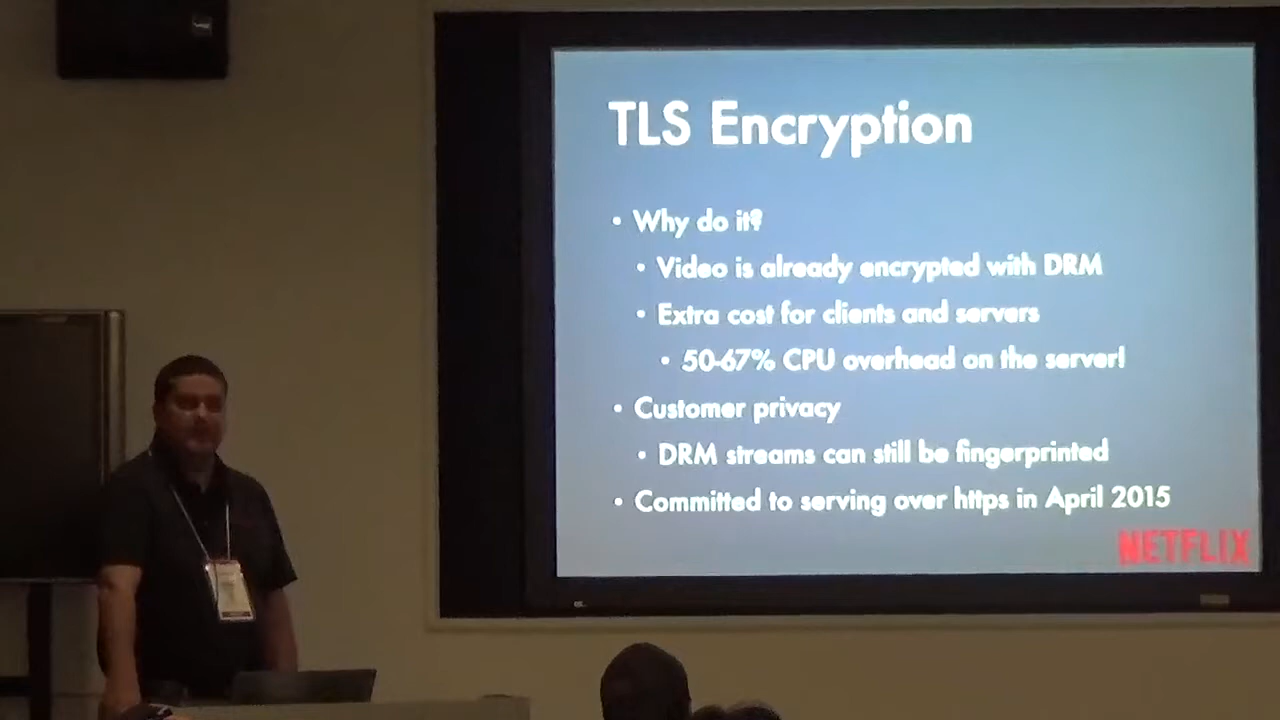 TLS Encryption
• Why do it?
• Video is already encrypted with DRM
• Extra cost for clients and servers
• 50-67% CPU overhead on the server!
• Customer privacy
• DRM streams can still be fingerprinted
• Committed to serving over https in April 2015
NETFLIX